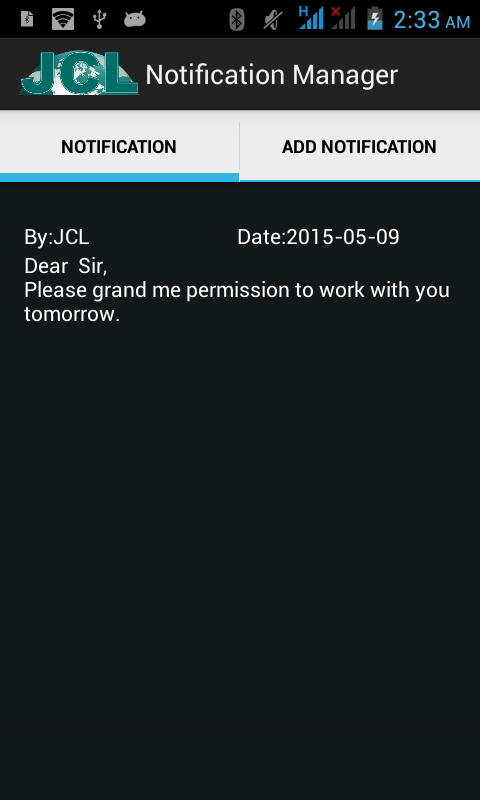 H
2:33 AM
JCL Notification Manager
NOTIFICATION
ADD NOTIFICATION
By:JCL
Date:2015-05-09
Dear  Sir,
Please grand me permission to work with you
tomorrow.